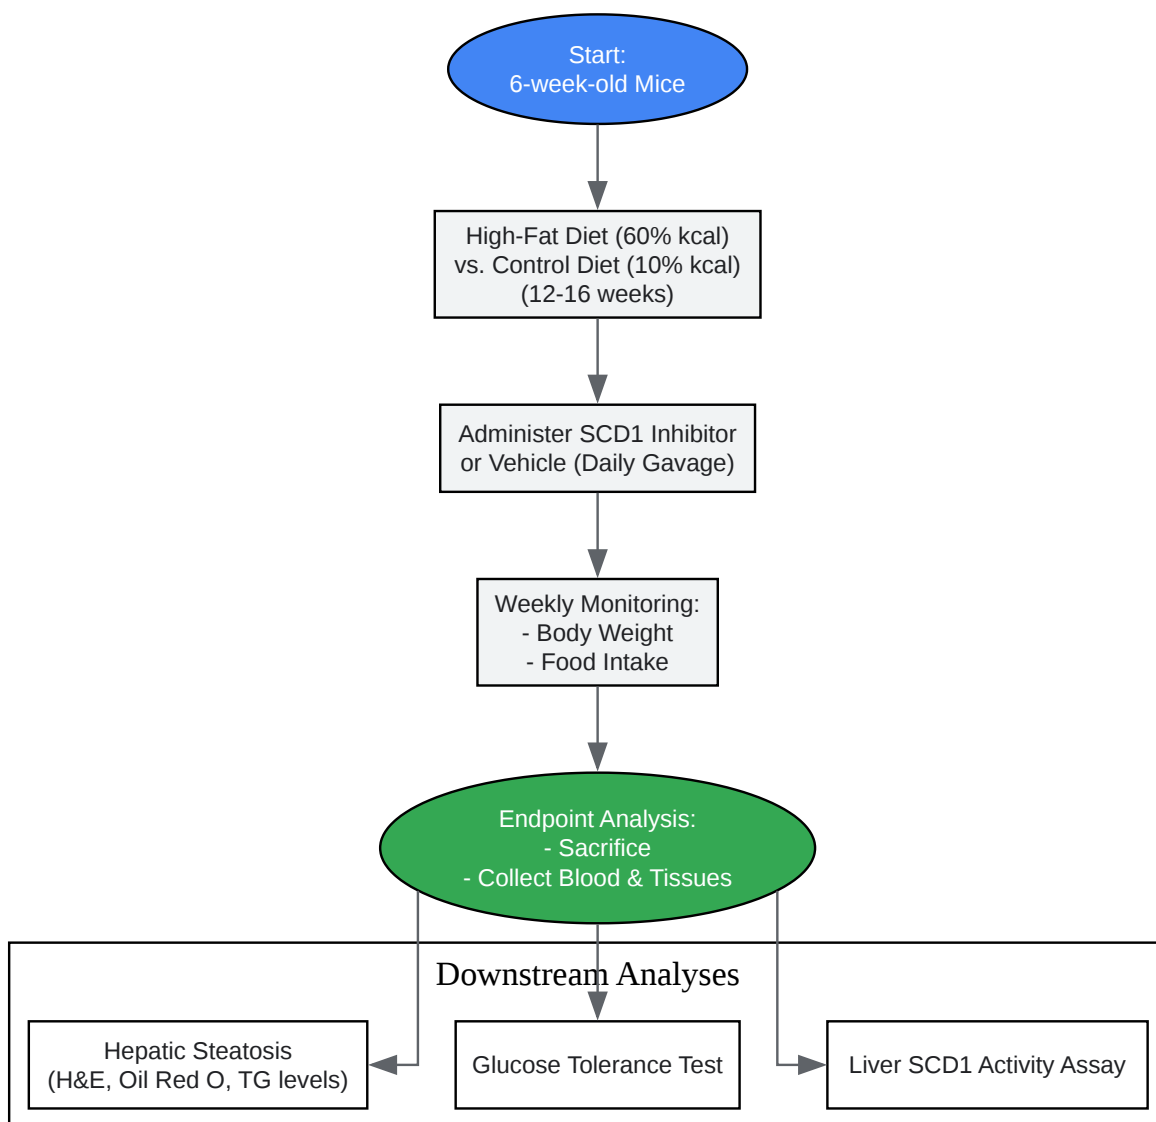 Start:
6-week-old Mice
High-Fat Diet (60% kcal)
vs. Control Diet (10% kcal)
(12-16 weeks)
Administer SCD1 Inhibitor
or Vehicle (Daily Gavage)
Weekly Monitoring:
- Body Weight
- Food Intake
Endpoint Analysis:
- Sacrifice
- Collect Blood & Tissues
Downstream Analyses
Hepatic Steatosis
(H&E, Oil Red O, TG levels)
Glucose Tolerance Test
Liver SCD1 Activity Assay